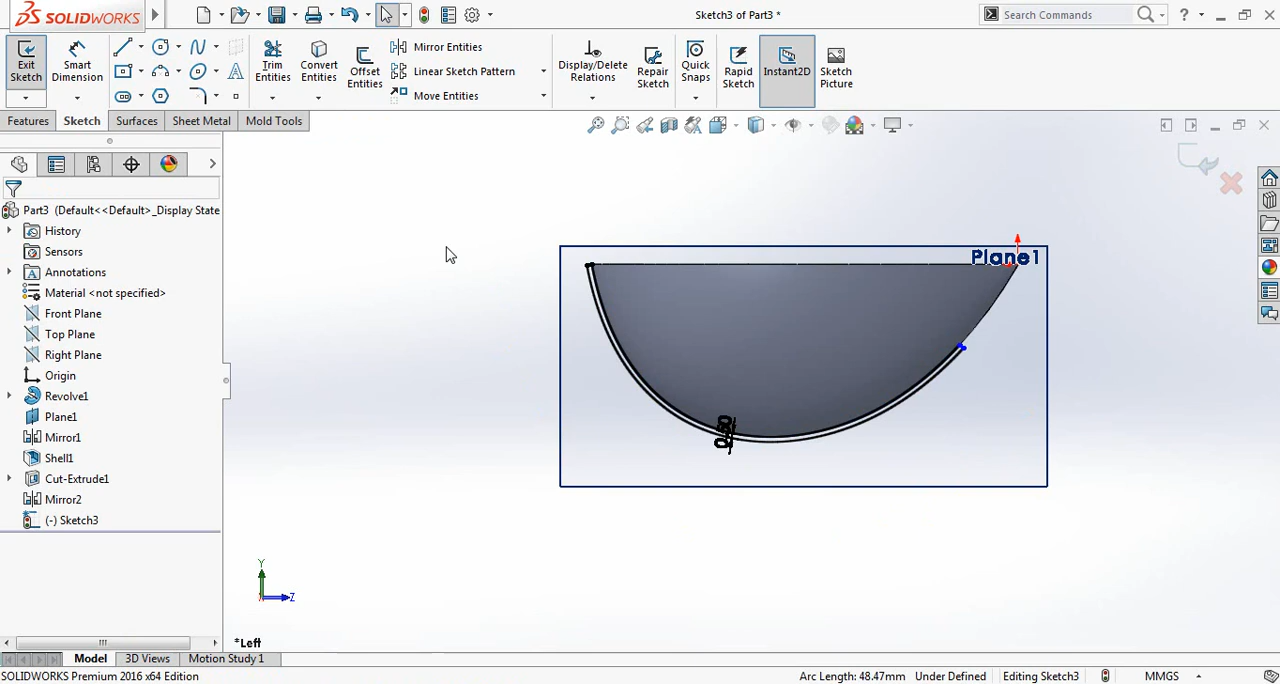 SOLIDWORKS
Sketch3 of Part3 *
Search Commands
?
Exit Sketch
Smart Dimension
Trim Entities
Convert Entities
Offset Entities
Mirror Entities
Linear Sketch Pattern
Move Entities
Display/Delete Relations
Repair Sketch
Quick Snaps
Rapid Sketch
Instant2D
Sketch Picture
Features
Sketch
Surfaces
Sheet Metal
Mold Tools
Part3 (Default<<Default>_Display State
History
Sensors
Annotations
Material <not specified>
Front Plane
Top Plane
Right Plane
Origin
Revolve1
Plane1
Mirror1
Shell1
Cut-Extrude1
Mirror2
(-) Sketch3
Plane1
0.50
Y
Z
*Left
Model
3D Views
Motion Study 1
SOLIDWORKS Premium 2016 x64 Edition
Arc Length: 48.47mm
Under Defined
Editing Sketch3
MMGS